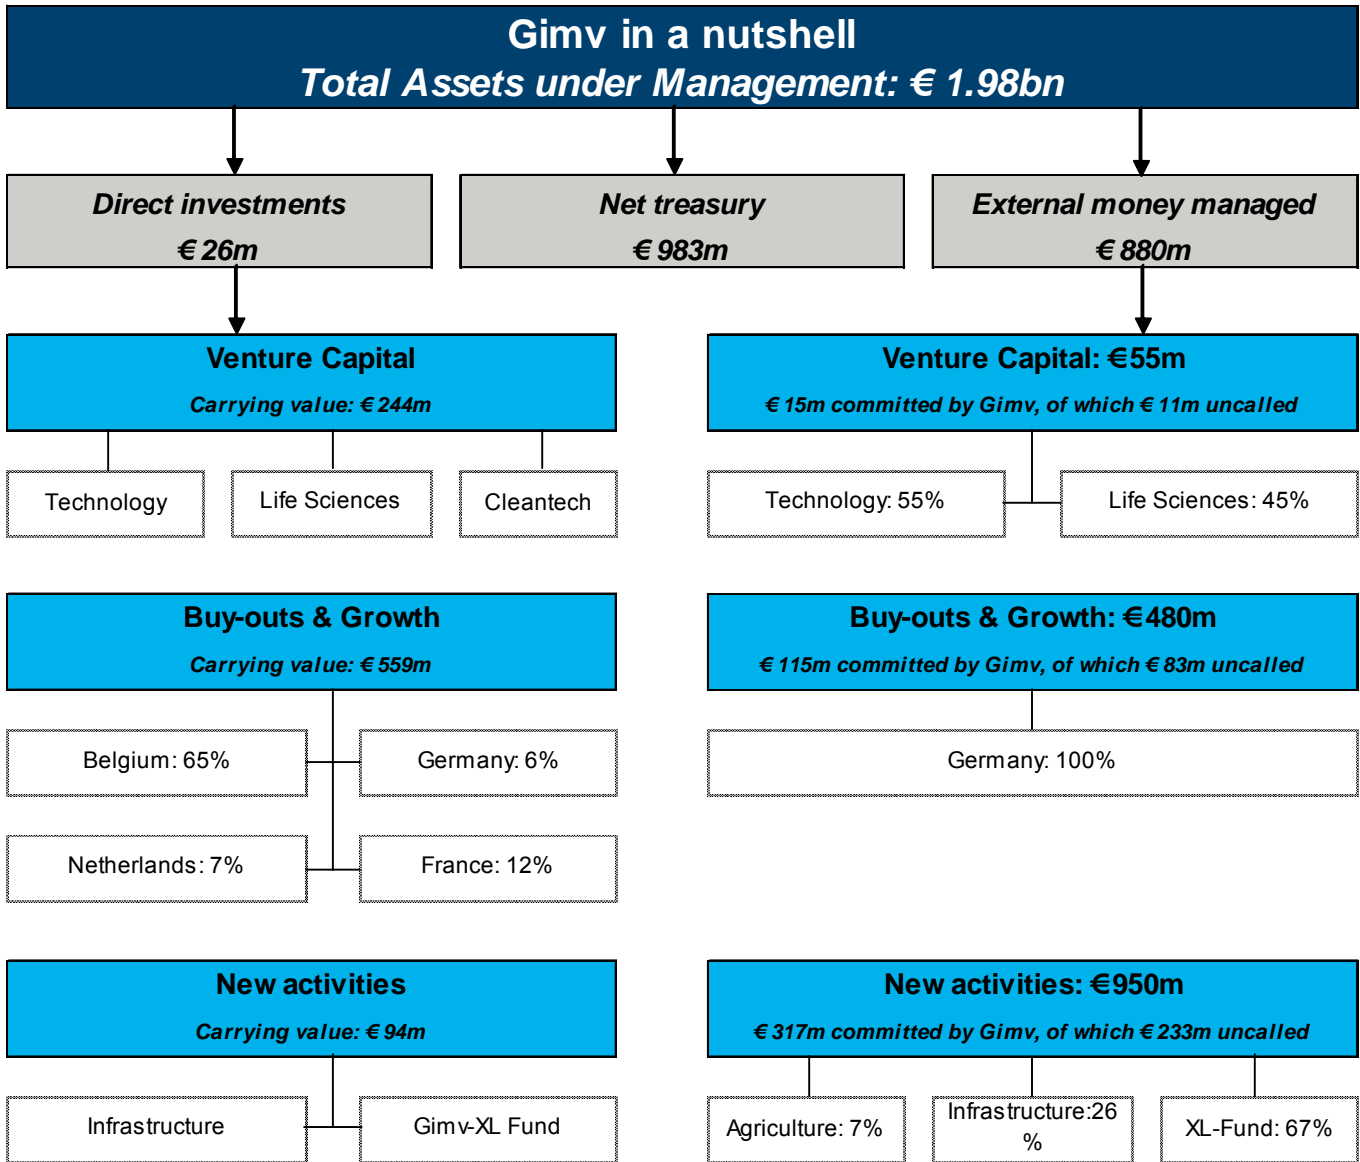 Gimv in a nutshell
Total Assets under Management: € 1.98bn
Direct investments
€ 26m
Net treasury
€ 983m
External money managed
€ 880m
Venture Capital
Carrying value: € 244m
Technology
Life Sciences
Cleantech
Venture Capital: €55m
€ 15m committed by Gimv, of which € 11m uncalled
Technology: 55%
Life Sciences: 45%
Buy-outs & Growth
Carrying value: € 559m
Belgium: 65%
Germany: 6%
Netherlands: 7%
France: 12%
Buy-outs & Growth: €480m
€ 115m committed by Gimv, of which € 83m uncalled
Germany: 100%
New activities
Carrying value: € 94m
Infrastructure
Gimv-XL Fund
New activities: €950m
€ 317m committed by Gimv, of which € 233m uncalled
Agriculture: 7%
Infrastructure:26
%
XL-Fund: 67%